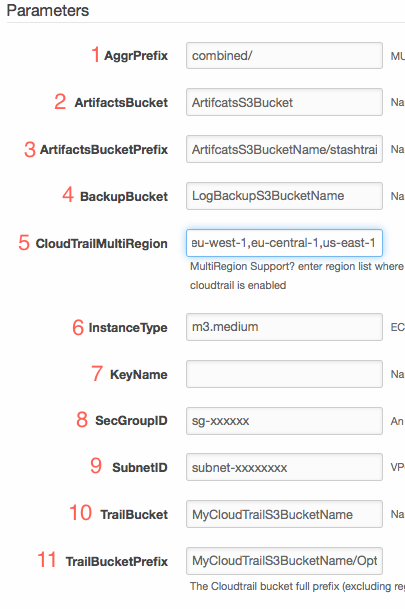 Parameters
1 AggrPrefix combined/ MU
2 ArtifactsBucket ArtifcatsS3Bucket Na
3 ArtifactsBucketPrefix ArtifcatsS3BucketName/stashtrai Na
4 BackupBucket LogBackupS3BucketName Na
5 CloudTrailMultiRegion eu-west-1,eu-central-1,us-east-1
MultiRegion Support? enter region list where
cloudtrail is enabled
6 InstanceType m3.medium EC
7 KeyName Na
8 SecGroupID sg-xxxxxx An
9 SubnetID subnet-xxxxxxxx VP
10 TrailBucket MyCloudTrailS3BucketName Na
11 TrailBucketPrefix MyCloudTrailS3BucketName/Opt
The Cloudtrail bucket full prefix (excluding re